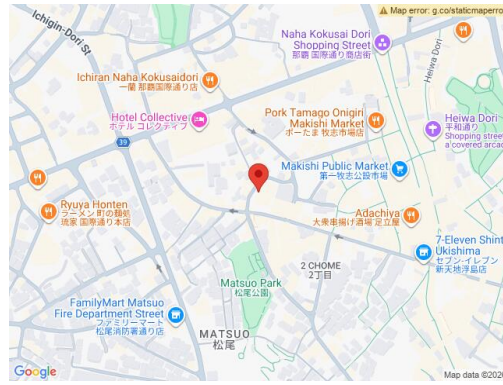 Map error: g.co/staticmaperro
Ichigin-Dori St
Naha Kokusai Dori
Shopping Street
那覇 国際通り商店街
Heiwa Dori
Ichiran Naha Kokusaidori
一蘭 那覇国際通り店
Hotel Collective
ホテル コレクティブ
Pork Tamago Onigiri
Makishi Market
ポーたま 牧志市場店
Heiwa Dori
平和通り
Shopping street
a covered arcad
39
Makishi Public Market
第一牧志公設市場
Ryuya Honten
ラーメン 町の麺処
琉家 国際通り本店
Adachiya
大衆串揚げ酒場 足立屋
7-Eleven Shint
Ukishima
セブン-イレブン
新天地浮島店
2 CHOME
2丁目
Matsuo Park
松尾公園
FamilyMart Matsuo
Fire Department Street
ファミリーマート
松尾消防署通り店
MATSUO
松尾
Google
Map data ©202